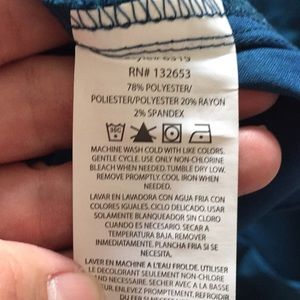 RN# 132653
78% POLYESTER/
POLIESTER/POLYESTER 20% RAYON
2% SPANDEX
MACHINE WASH COLD WITH LIKE COLORS.
GENTLE CYCLE. USE ONLY NON-CHLORINE
BLEACH WHEN NEEDED. TUMBLE DRY LOW.
REMOVE PROMPTLY. COOL IRON WHEN
NEEDED.
LAVAR EN LAVADORA CON AGUA FRIA CON
COLORES IGUALES. CICLO DELICADO. USAR
SOLAMENTE BLANQUEADOR SIN CLORO
CUANDO ES NECESARIO. SECAR A
TEMPERATURA BAJA. REMOVER
INMEDIATAMENTE. PLANCHA FRIA SI ES
NECESARIO.
LAVER EN MACHINE A L'EAU FROIDE. UTILISER
LE DECOLORANT SEULEMENT NON-CHLORE